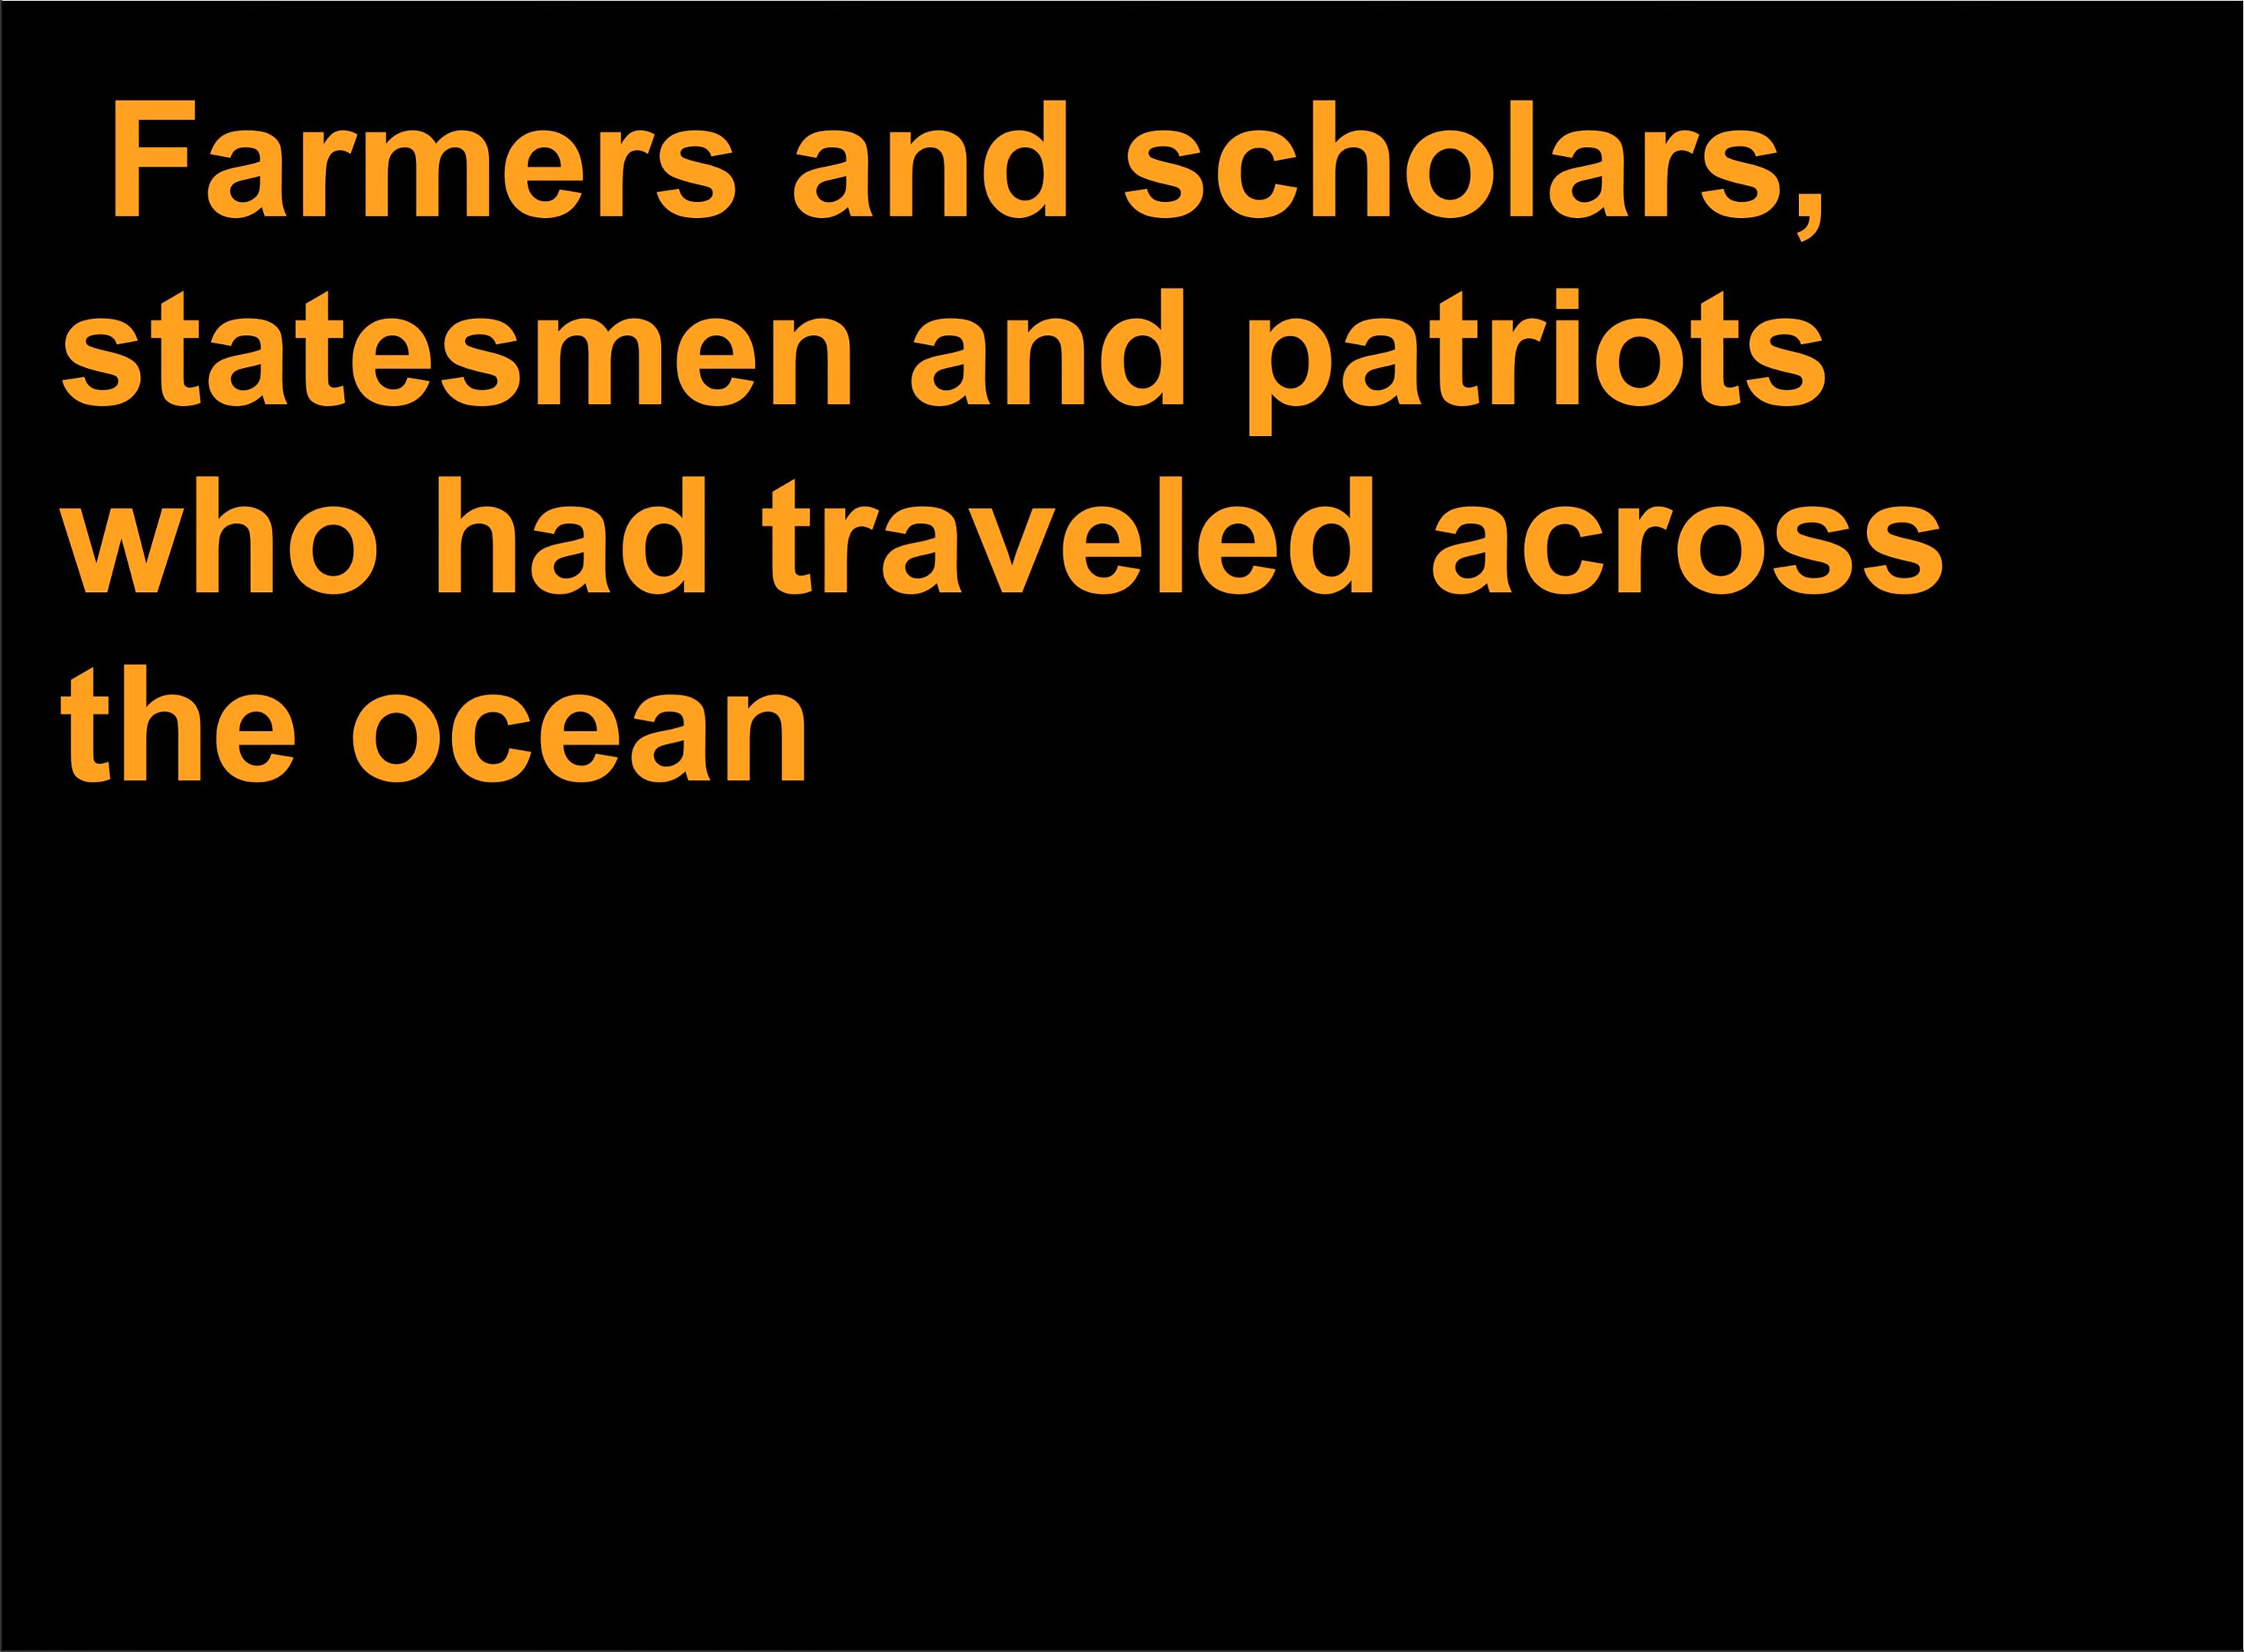 Farmers and scholars,
statesmen and patriots
who had traveled across
the ocean